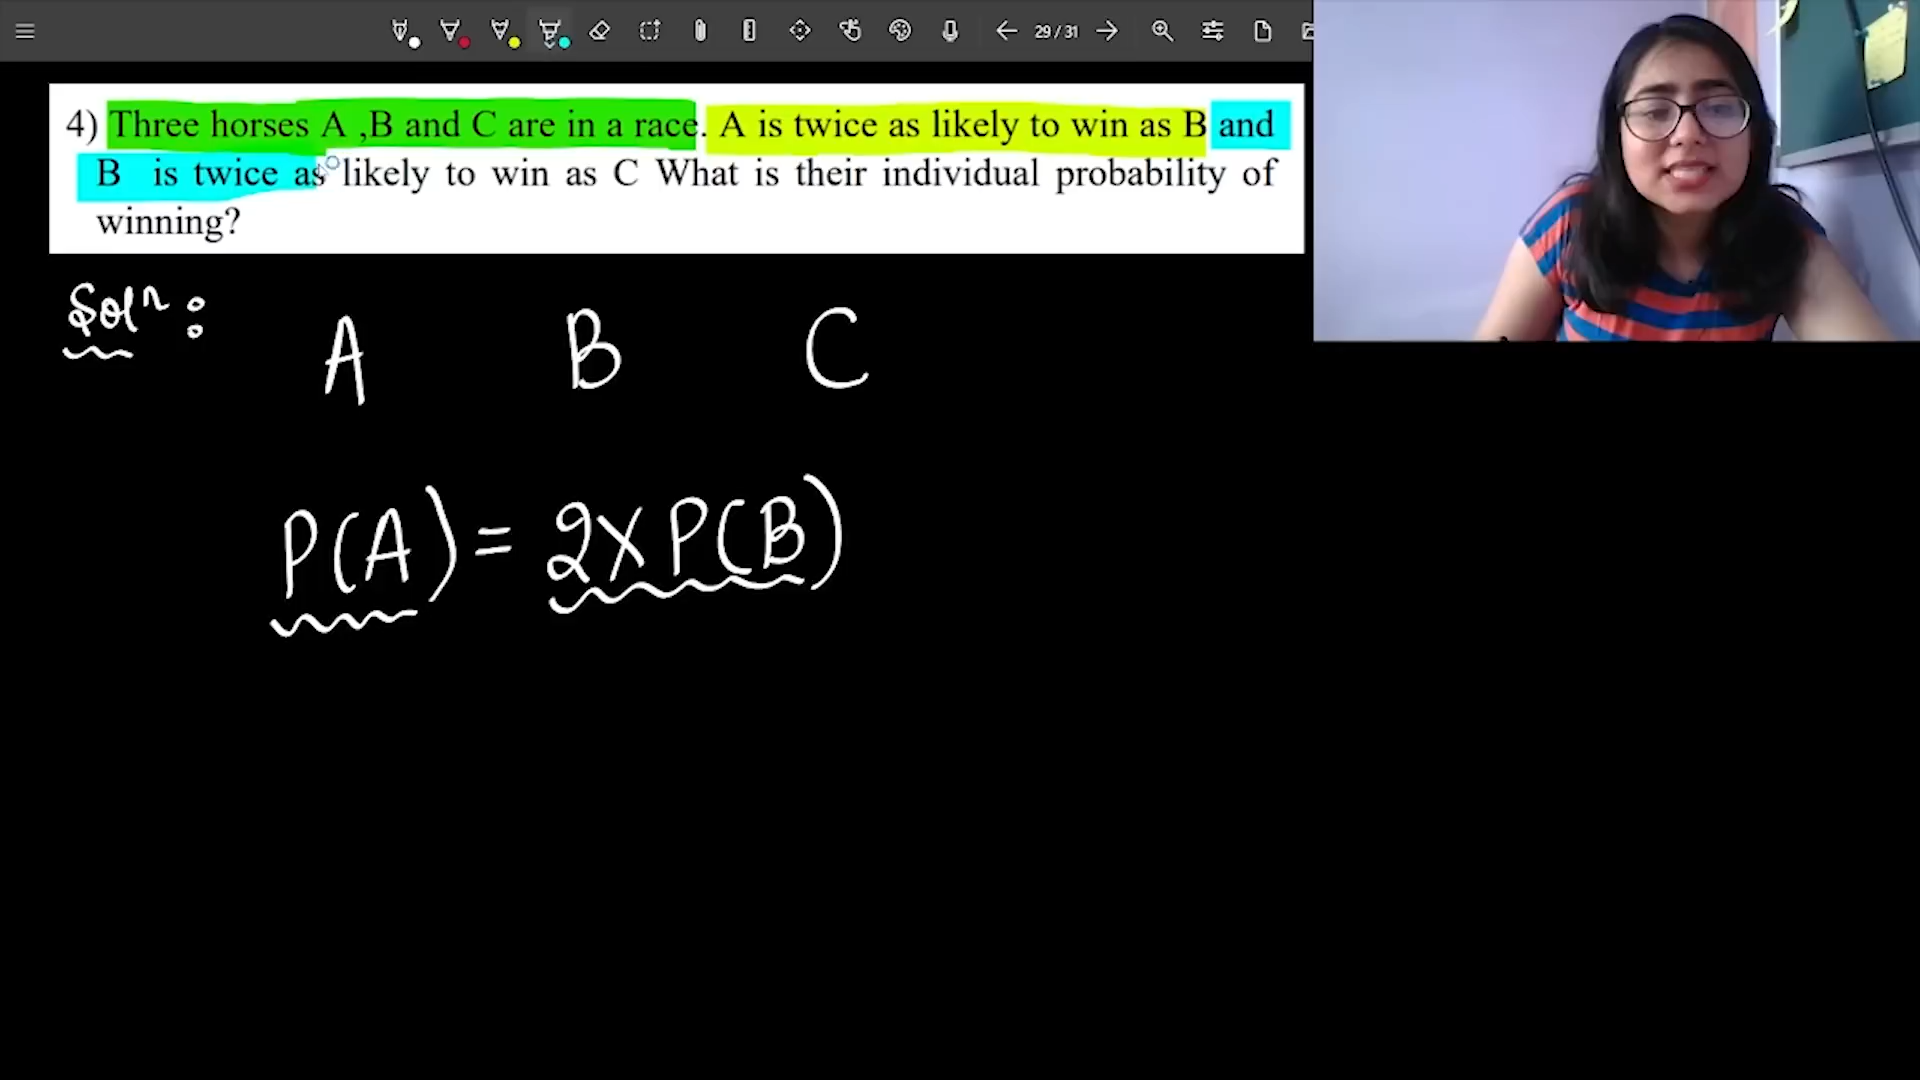 29 / 31
4) Three horses A ,B and C are in a race. A is twice as likely to win as B and
B is twice as likely to win as C What is their individual probability of
winning?
Solⁿ :
A B C
P(A) = 2XP(B)